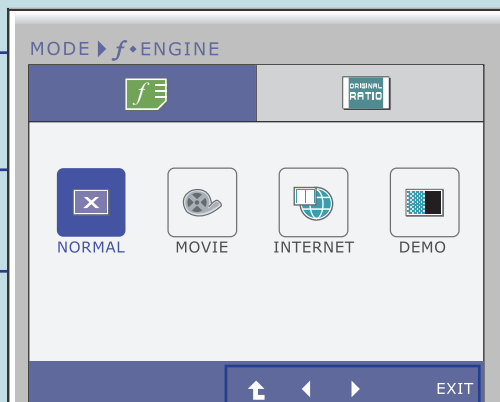 MODE f•ENGINE
f
ORIGINAL
RATIO
X
NORMAL MOVIE INTERNET DEMO
EXIT